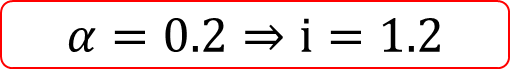 α = 0.2 ⇒ i = 1.2